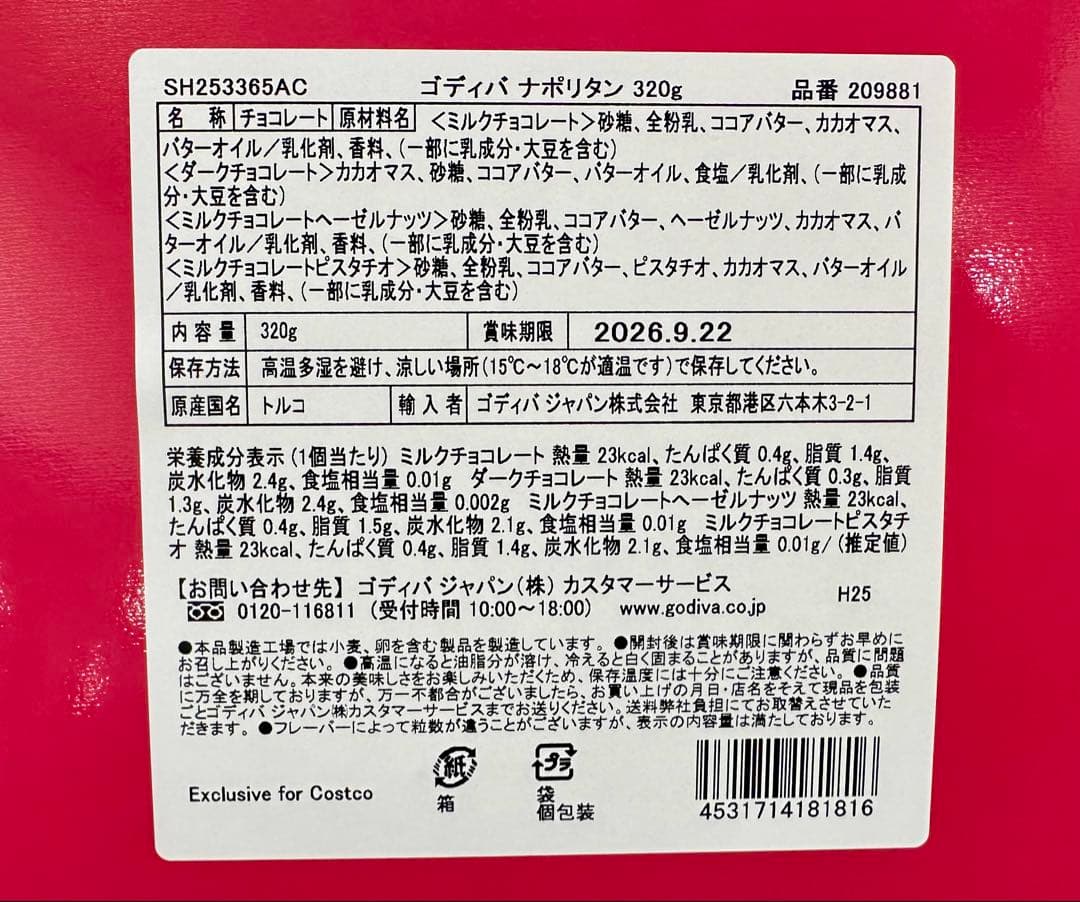 SH253365AC ゴディバ ナポリタン 320g 品番 209881
名 称 チョコレート 原材料名 <ミルクチョコレート>砂糖、全粉乳、ココアバター、カカオマス、
バターオイル/乳化剤、香料、(一部に乳成分・大豆を含む)
<ダークチョコレート>カカオマス、砂糖、ココアバター、バターオイル、食塩/乳化剤、(一部に乳成
分・大豆を含む)
<ミルクチョコレートヘーゼルナッツ>砂糖、全粉乳、ココアバター、ヘーゼルナッツ、カカオマス、バ
ターオイル/乳化剤、香料、(一部に乳成分・大豆を含む)
<ミルクチョコレートピスタチオ>砂糖、全粉乳、ココアバター、ピスタチオ、カカオマス、バターオイル
/乳化剤、香料、(一部に乳成分・大豆を含む)
内容量 320g 賞味期限 2026.9.22
保存方法 高温多湿を避け、涼しい場所(15℃~18℃が適温です)で保存してください。
原産国名 トルコ 輸入者 ゴディバ ジャパン株式会社 東京都港区六本木3-2-1
栄養成分表示(1個当たり) ミルクチョコレート 熱量 23kcal、たんぱく質 0.4g、脂質 1.4g、
炭水化物 2.4g、食塩相当量 0.01g ダークチョコレート 熱量 23kcal、たんぱく質 0.3g、脂質
1.3g、炭水化物 2.4g、食塩相当量 0.002g ミルクチョコレートヘーゼルナッツ 熱量 23kcal、
たんぱく質 0.4g、脂質 1.5g、炭水化物 2.1g、食塩相当量 0.01g ミルクチョコレートピスタチ
オ 熱量 23kcal、たんぱく質 0.4g、脂質 1.4g、炭水化物 2.1g、食塩相当量 0.01g/(推定値)
【お問い合わせ先】ゴディバ ジャパン(株) カスタマーサービス H25
0120-116811 (受付時間 10:00~18:00) www.godiva.co.jp
●本品製造工場では小麦、卵を含む製品を製造しています。●開封後は賞味期限に関わらずお早めに
お召し上がりください。●高温になると油脂分が溶け、冷えると白く固まることがありますが、品質に問題
はございません。本来の美味しさをお楽しみいただくため、保存温度には十分にご注意ください。●品質
に万全を期しておりますが、万一不都合がございましたら、お買い上げの月日・店名をそえて現品を包装
ごとゴディバ ジャパン㈱カスタマーサービスまでお送りください。送料弊社負担にてお取替えさせていた
だきます。●フレーバーによって粒数が違うことがございますが、表示の内容量は満たしております。
Exclusive for Costco
紙
箱
プラ
袋
個包装
4531714181816